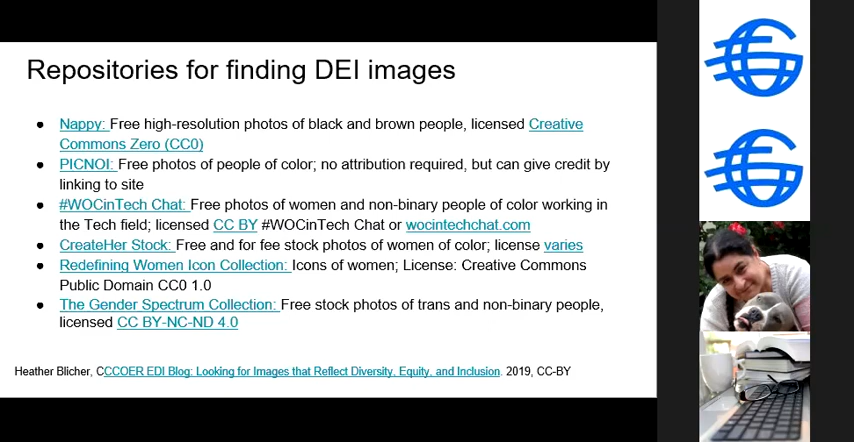 Repositories for finding DEI images
● Nappy: Free high-resolution photos of black and brown people, licensed Creative
Commons Zero (CC0)
● PICNOI: Free photos of people of color; no attribution required, but can give credit by
linking to site
● #WOCinTech Chat: Free photos of women and non-binary people of color working in
the Tech field; licensed CC BY #WOCinTech Chat or wocintechchat.com
● CreateHer Stock: Free and for fee stock photos of women of color; license varies
● Redefining Women Icon Collection: Icons of women; License: Creative Commons
Public Domain CC0 1.0
● The Gender Spectrum Collection: Free stock photos of trans and non-binary people,
licensed CC BY-NC-ND 4.0
Heather Blicher, CCCOER EDI Blog: Looking for Images that Reflect Diversity, Equity, and Inclusion. 2019, CC-BY